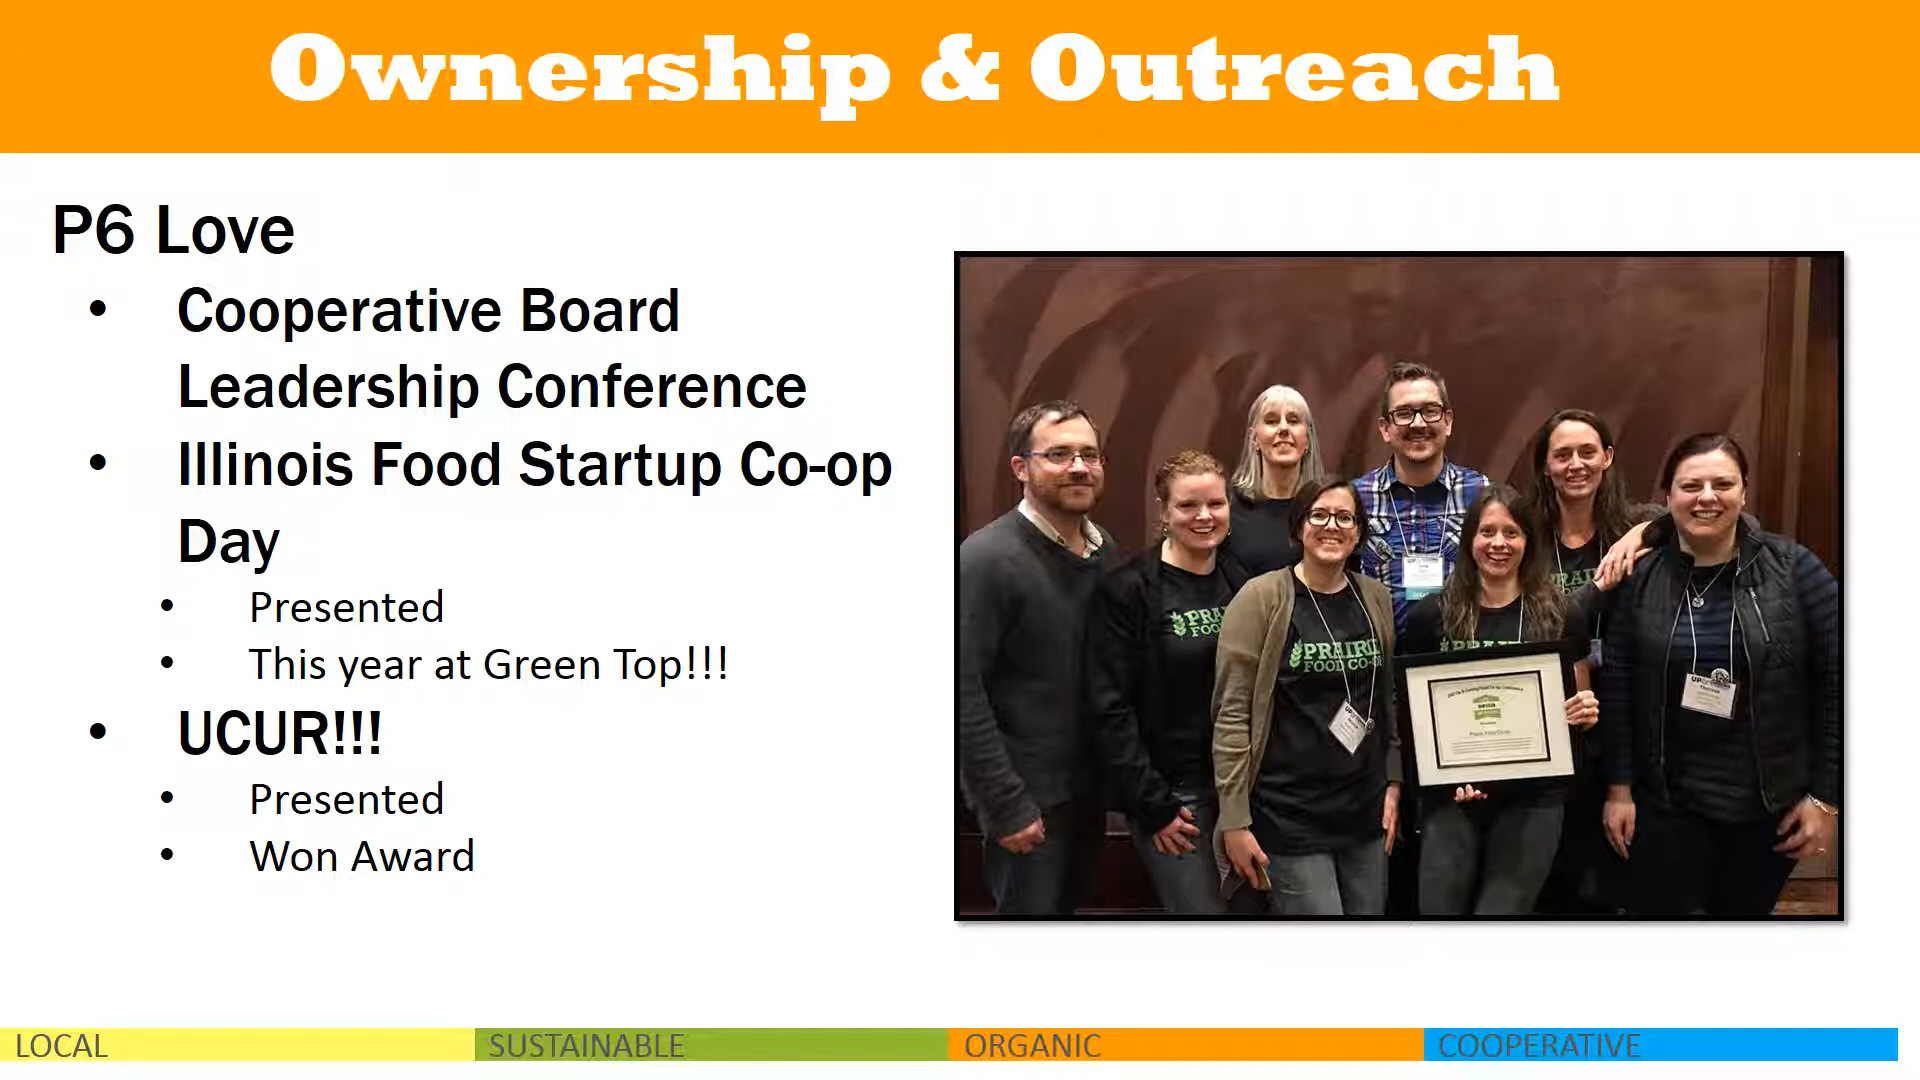 Ownership & Outreach
P6 Love
• Cooperative Board
Leadership Conference
• Illinois Food Startup Co-op
Day
• Presented
• This year at Green Top!!!
• UCUR!!!
• Presented
• Won Award
PRAIRIE
FOOD CO-OP
LOCAL SUSTAINABLE ORGANIC COOPERATIVE